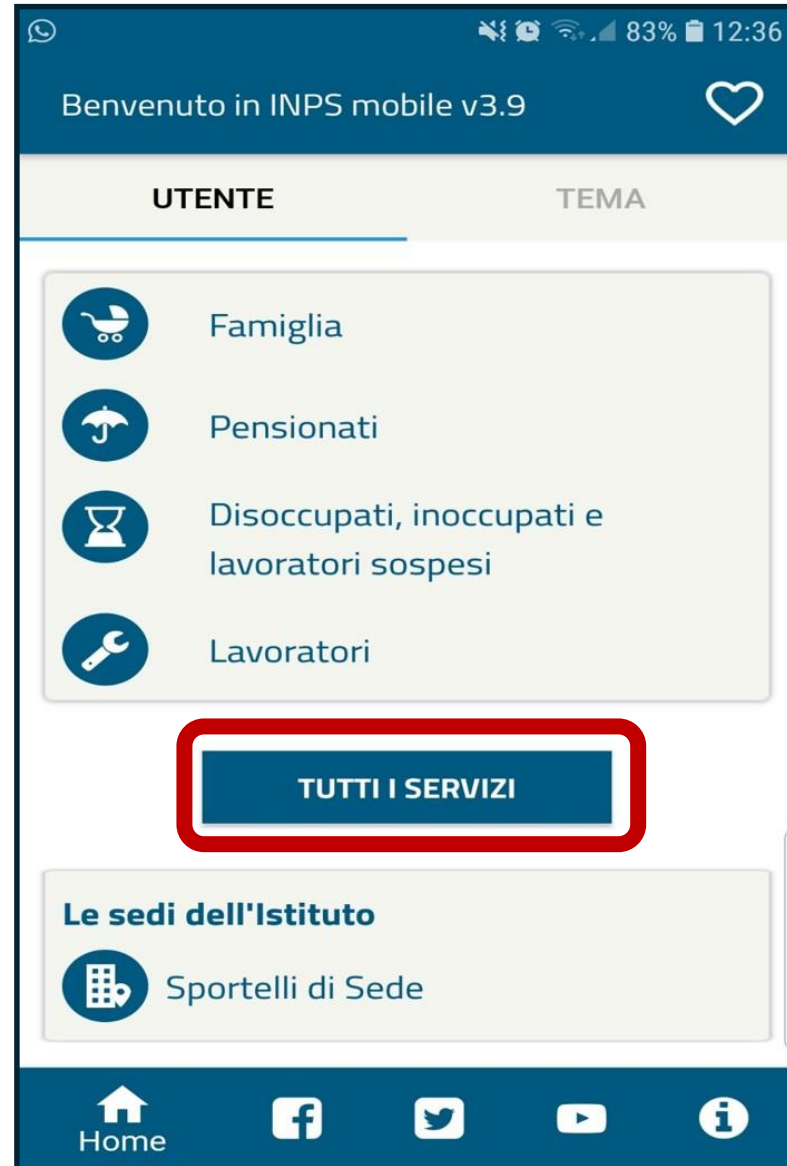 83% 12:36
Benvenuto in INPS mobile v3.9
UTENTE TEMA
Famiglia
Pensionati
Disoccupati, inoccupati e
lavoratori sospesi
Lavoratori
TUTTI I SERVIZI
Le sedi dell'Istituto
Sportelli di Sede
Home